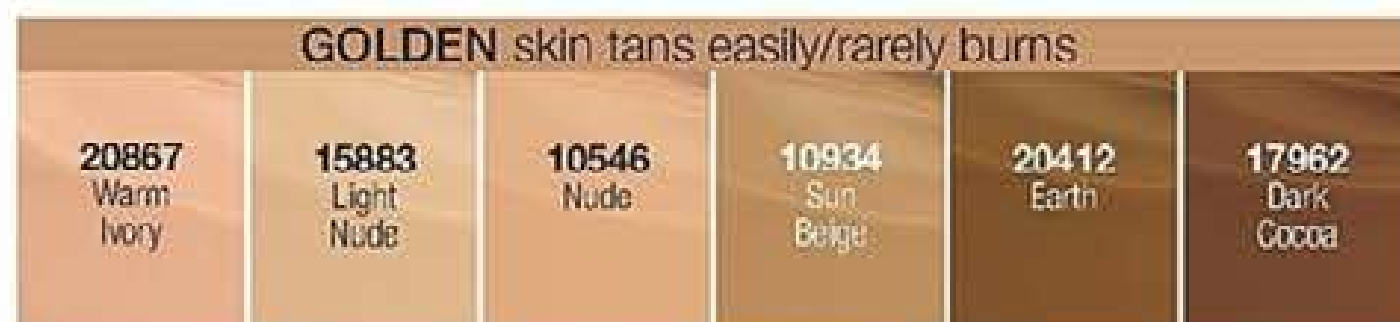 GOLDEN skin tans easily/rarely burns
20867
Warm
Ivory
15883
Light
Nude
10546
Nude
10934
Sun
Beige
20412
Earth
17962
Dark
Cocoa